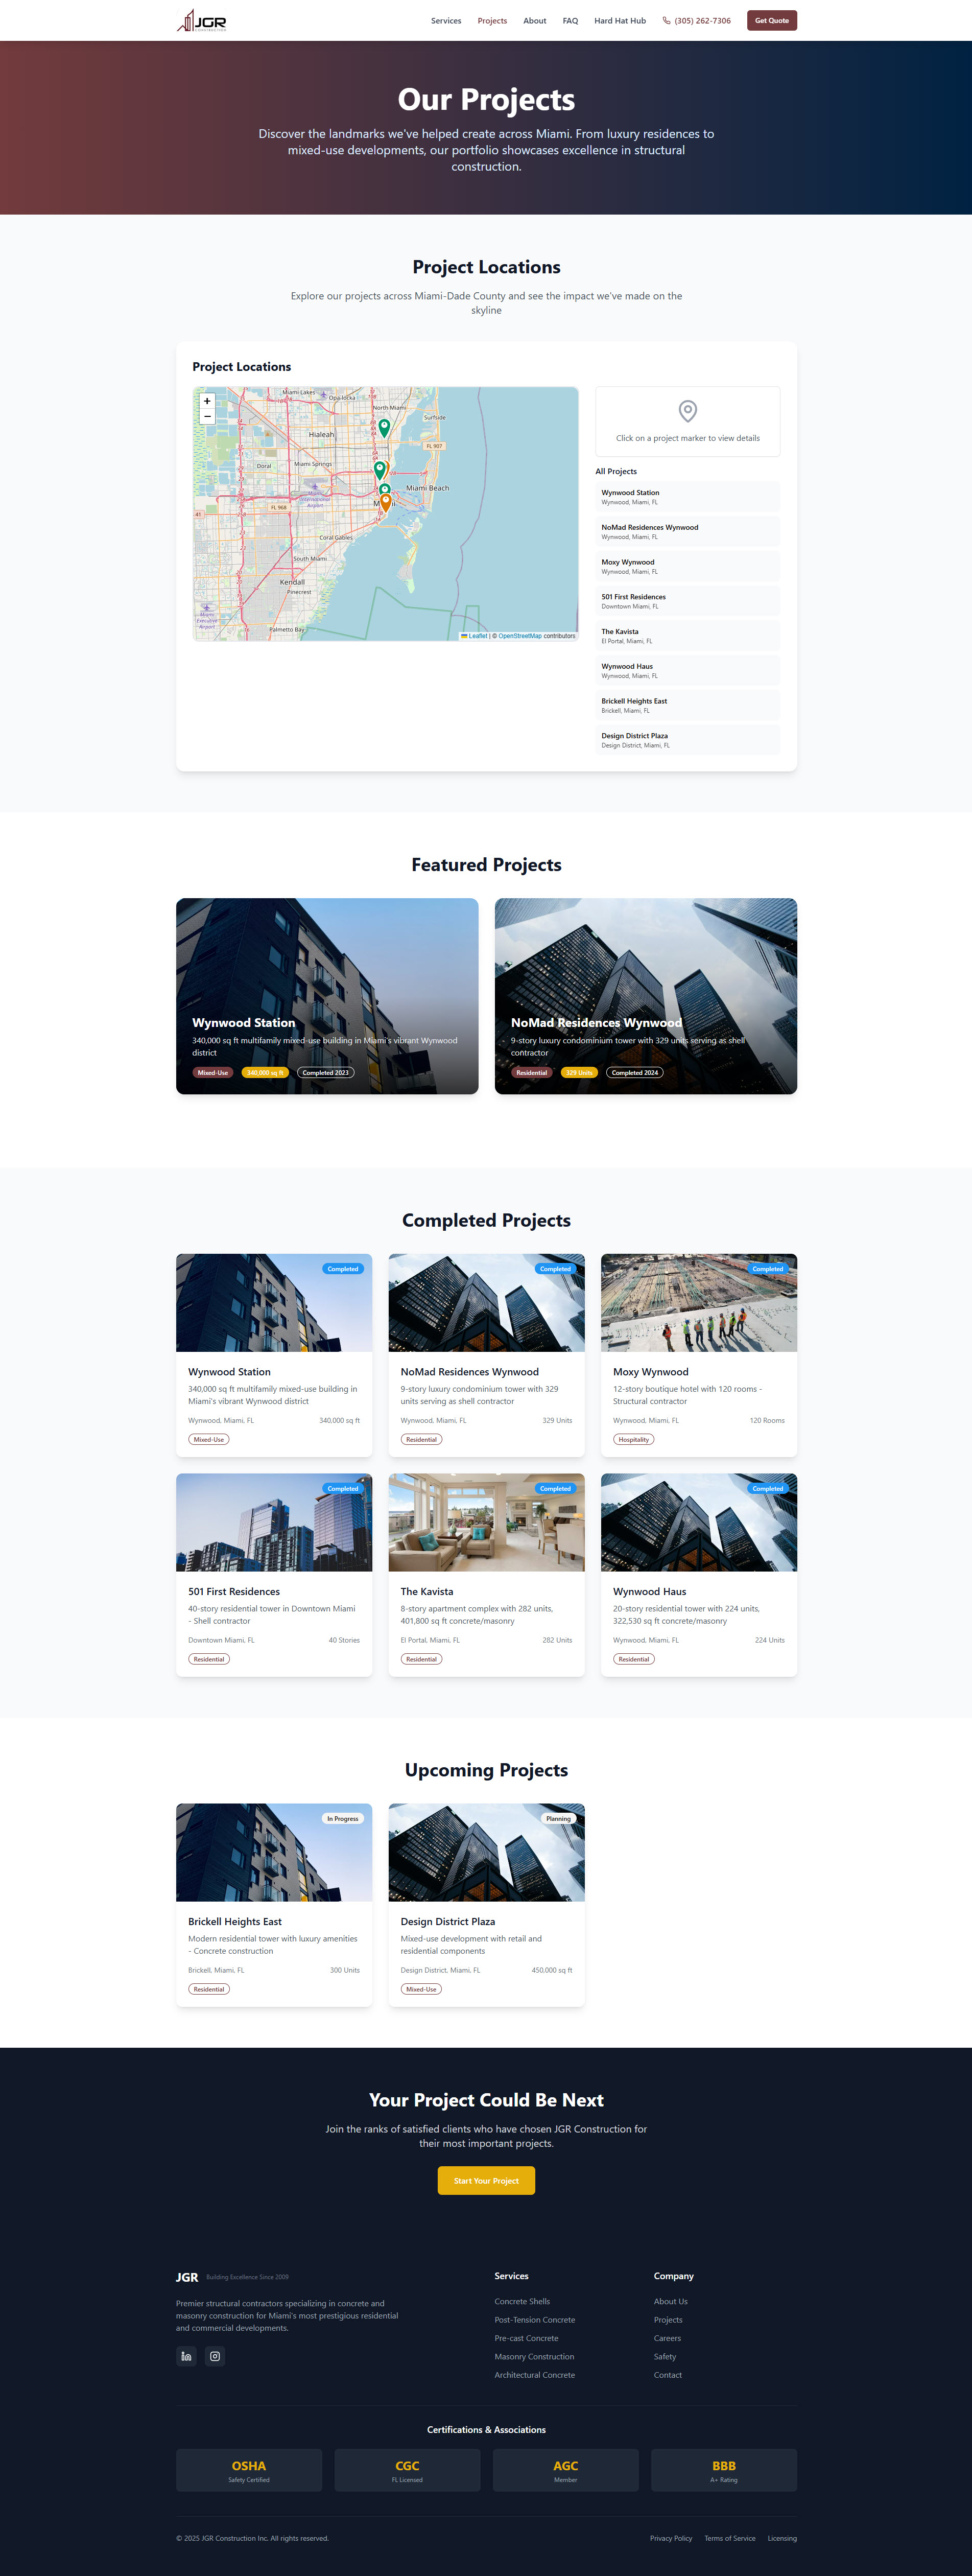 JGR
CONSTRUCTION
Services
Projects
About
FAQ
Hard Hat Hub
(305) 262-7306
Get Quote
Our Projects
Discover the landmarks we've helped create across Miami. From luxury residences to
mixed-use developments, our portfolio showcases excellence in structural
construction.
Project Locations
Explore our projects across Miami-Dade County and see the impact we've made on the
skyline
Project Locations
+
−
Miami Lakes
Opa-locka
North Miami
Surfside
Hialeah
FL 907
Doral
Miami Springs
Miami Beach
Miami
International
Airport
FL 968
41
Coral Gables
South Miami
Kendall
Pinecrest
Miami
Executive
Airport
Palmetto Bay
Leaflet | © OpenStreetMap contributors
Click on a project marker to view details
All Projects
Wynwood Station
Wynwood, Miami, FL
NoMad Residences Wynwood
Wynwood, Miami, FL
Moxy Wynwood
Wynwood, Miami, FL
501 First Residences
Downtown Miami, FL
The Kavista
El Portal, Miami, FL
Wynwood Haus
Wynwood, Miami, FL
Brickell Heights East
Brickell, Miami, FL
Design District Plaza
Design District, Miami, FL
Featured Projects
Wynwood Station
340,000 sq ft multifamily mixed-use building in Miami's vibrant Wynwood
district
Mixed-Use
340,000 sq ft
Completed 2023
NoMad Residences Wynwood
9-story luxury condominium tower with 329 units serving as shell
contractor
Residential
329 Units
Completed 2024
Completed Projects
Completed
Wynwood Station
340,000 sq ft multifamily mixed-use building in
Miami's vibrant Wynwood district
Wynwood, Miami, FL
340,000 sq ft
Mixed-Use
Completed
NoMad Residences Wynwood
9-story luxury condominium tower with 329
units serving as shell contractor
Wynwood, Miami, FL
329 Units
Residential
Completed
Moxy Wynwood
12-story boutique hotel with 120 rooms -
Structural contractor
Wynwood, Miami, FL
120 Rooms
Hospitality
Completed
501 First Residences
40-story residential tower in Downtown Miami
- Shell contractor
Downtown Miami, FL
40 Stories
Residential
Completed
The Kavista
8-story apartment complex with 282 units,
401,800 sq ft concrete/masonry
El Portal, Miami, FL
282 Units
Residential
Completed
Wynwood Haus
20-story residential tower with 224 units,
322,530 sq ft concrete/masonry
Wynwood, Miami, FL
224 Units
Residential
Upcoming Projects
In Progress
Brickell Heights East
Modern residential tower with luxury amenities
- Concrete construction
Brickell, Miami, FL
300 Units
Residential
Planning
Design District Plaza
Mixed-use development with retail and
residential components
Design District, Miami, FL
450,000 sq ft
Mixed-Use
Your Project Could Be Next
Join the ranks of satisfied clients who have chosen JGR Construction for
their most important projects.
Start Your Project
JGR
Building Excellence Since 2009
Premier structural contractors specializing in concrete and
masonry construction for Miami's most prestigious residential
and commercial developments.
Services
Concrete Shells
Post-Tension Concrete
Pre-cast Concrete
Masonry Construction
Architectural Concrete
Company
About Us
Projects
Careers
Safety
Contact
Certifications & Associations
OSHA
Safety Certified
CGC
FL Licensed
AGC
Member
BBB
A+ Rating
© 2025 JGR Construction Inc. All rights reserved.
Privacy Policy
Terms of Service
Licensing